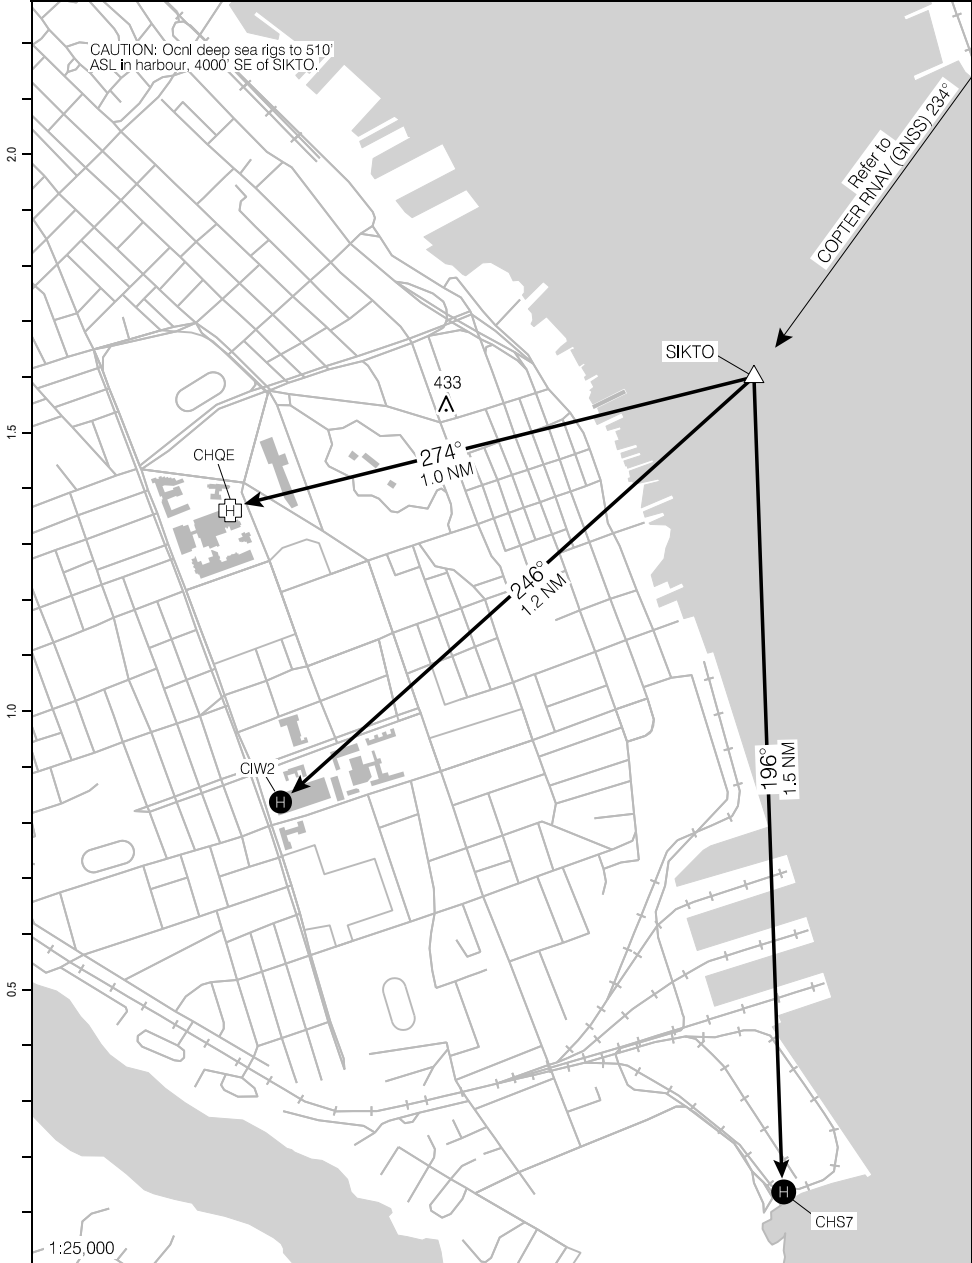 CAUTION: Ocnl deep sea rigs to 510'
ASL in harbour, 4000' SE of SIKTO.
Refer to
COPTER RNAV (GNSS) 234°
2.0
SIKTO
433
1.5
CHQE
274°
1.0 NM
H
246°
1.2 NM
1.0
196°
1.5 NM
CIW2
H
0.5
H
CHS7
1:25,000